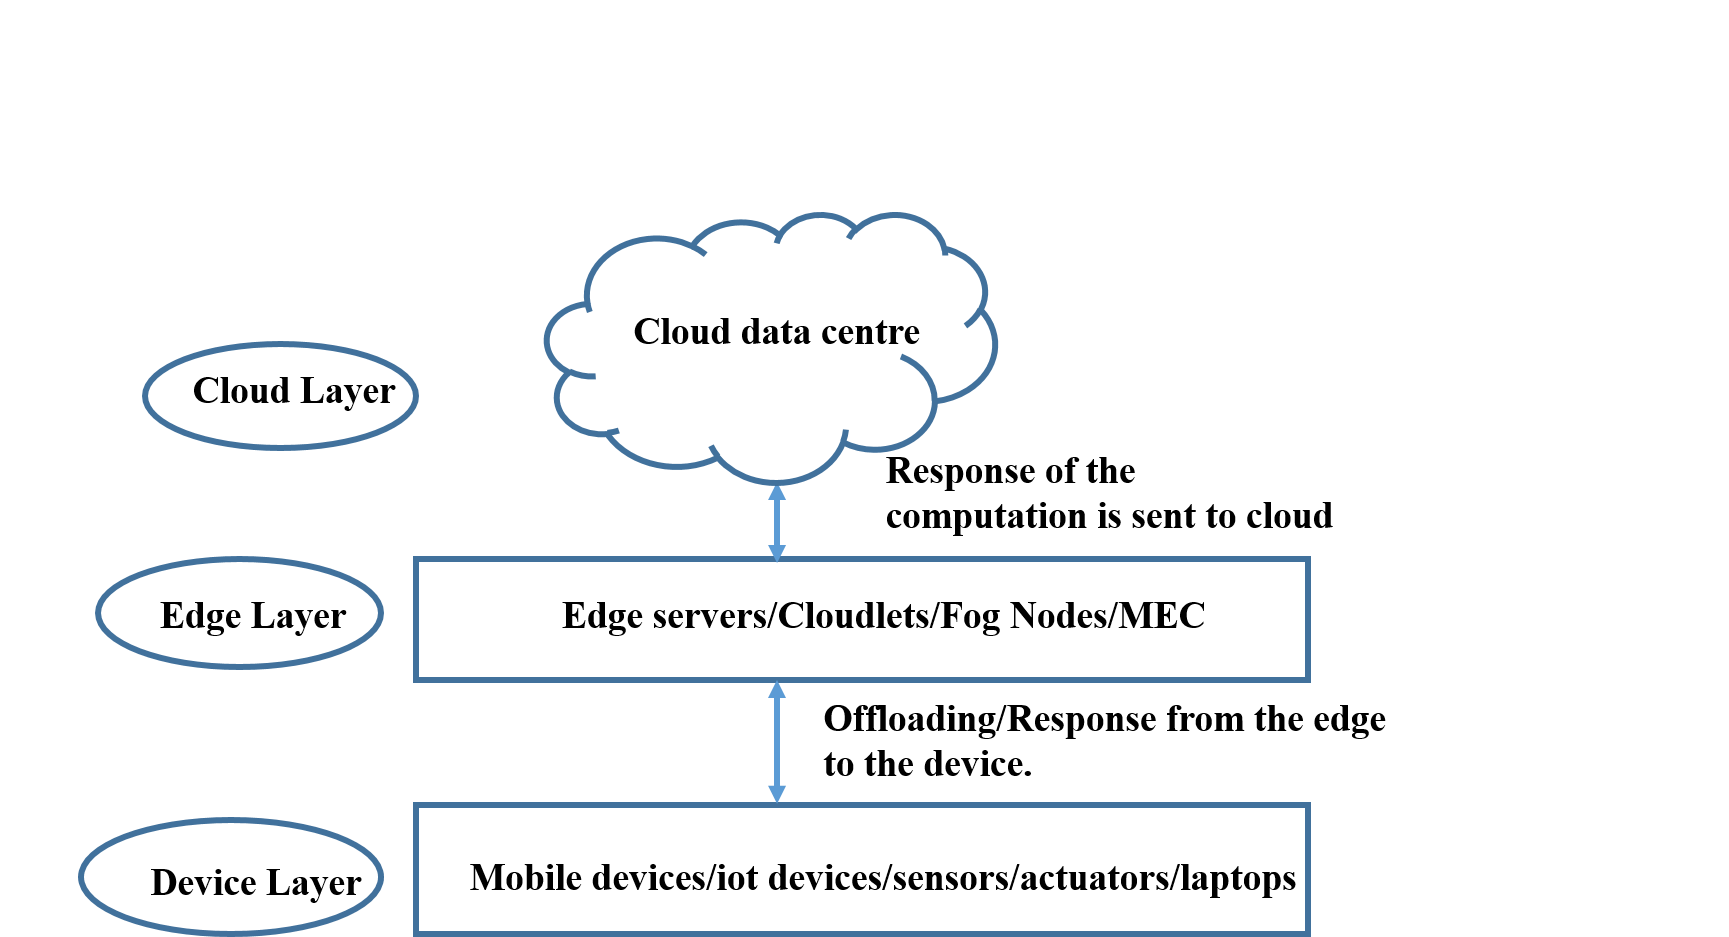 Cloud data centre
Cloud Layer
Response of the
computation is sent to cloud
Edge Layer
Edge servers/Cloudlets/Fog Nodes/MEC
Offloading/Response from the edge
to the device.
Device Layer
Mobile devices/iot devices/sensors/actuators/laptops